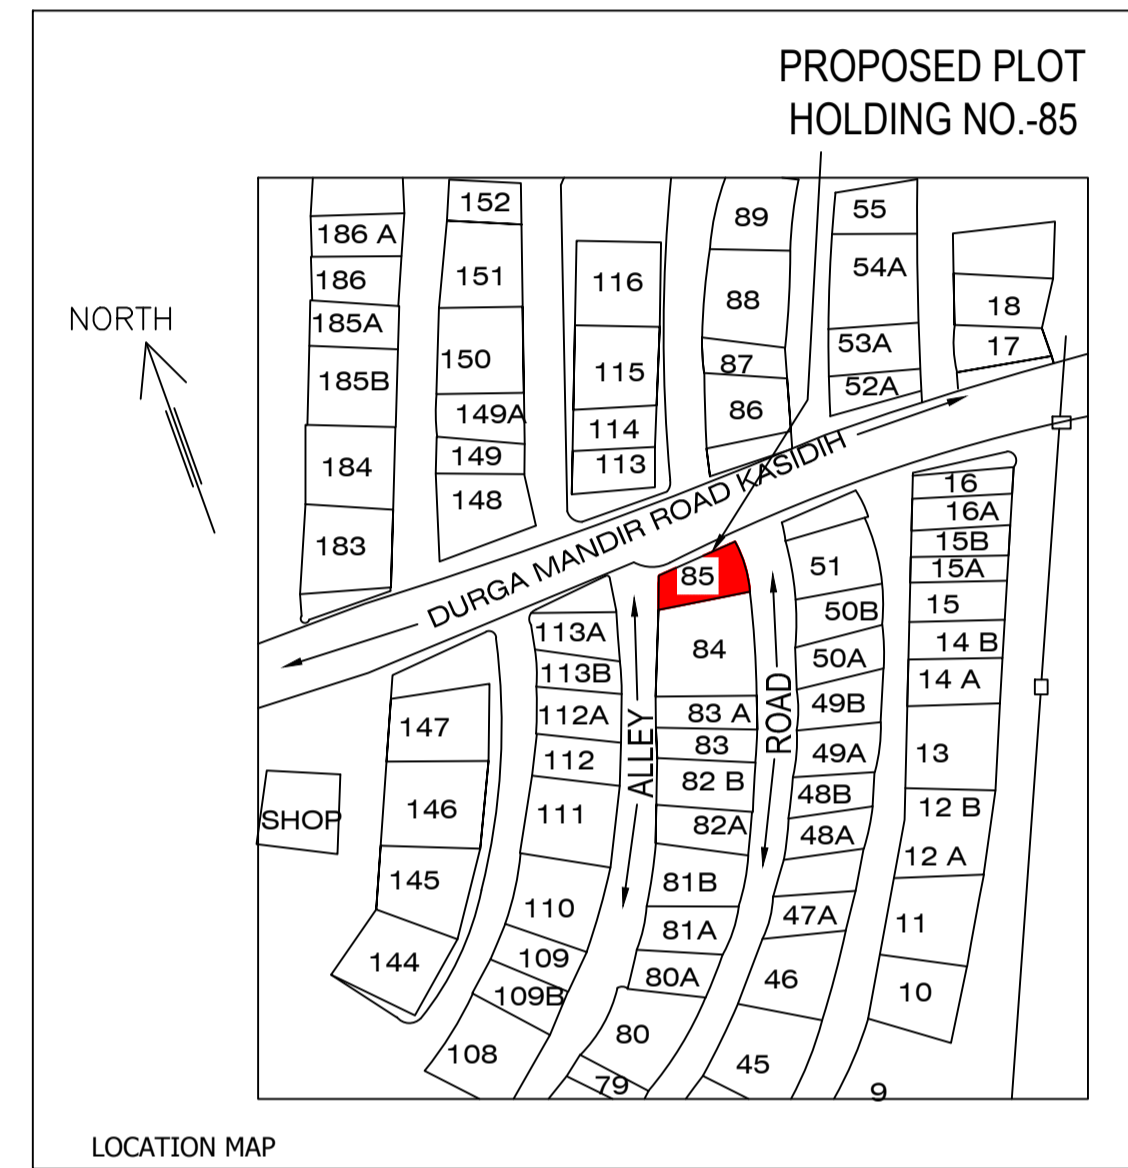 PROPOSED PLOT
HOLDING NO.-85
NORTH
186 A
186
185A
185B
184
183
152
151
150
149A
149
148
116
115
114
113
89
88
87
86
55
54A
53A
52A
18
17
DURGA MANDIR ROAD KASIDIH
85
84
83 A
83
82 B
82A
81B
81A
80A
80
79
ALLEY
ROAD
113A
113B
112A
112
111
110
109
109B
108
147
146
145
144
SHOP
51
50B
50A
49B
49A
48B
48A
47A
46
45
16
16A
15B
15A
15
14 B
14 A
13
12 B
12 A
11
10
9
LOCATION MAP